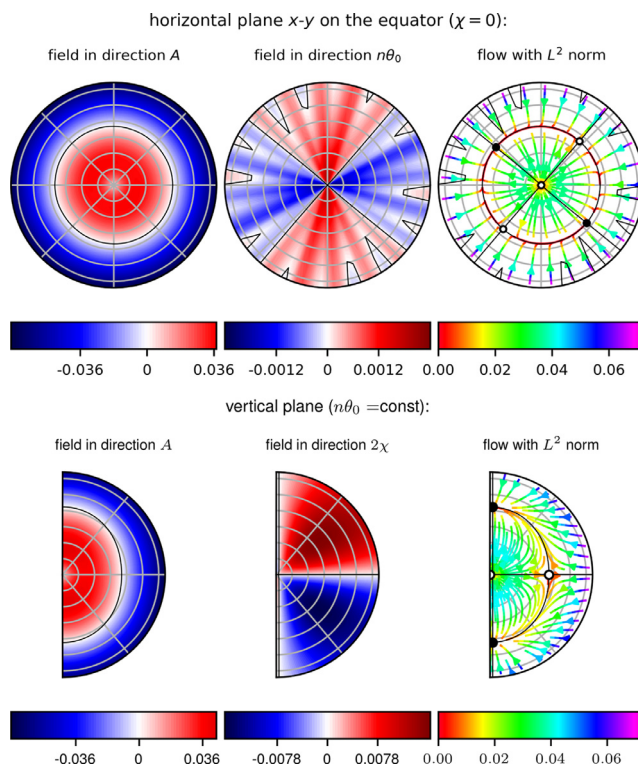 horizontal plane x-y on the equator (χ = 0):
field in direction A field in direction nθ₀ flow with L² norm
-0.036 0 0.036 -0.0012 0 0.0012 0.00 0.02 0.04 0.06
vertical plane (nθ₀ =const):
field in direction A field in direction 2χ flow with L² norm
-0.036 0 0.036 -0.0078 0 0.0078 0.00 0.02 0.04 0.06